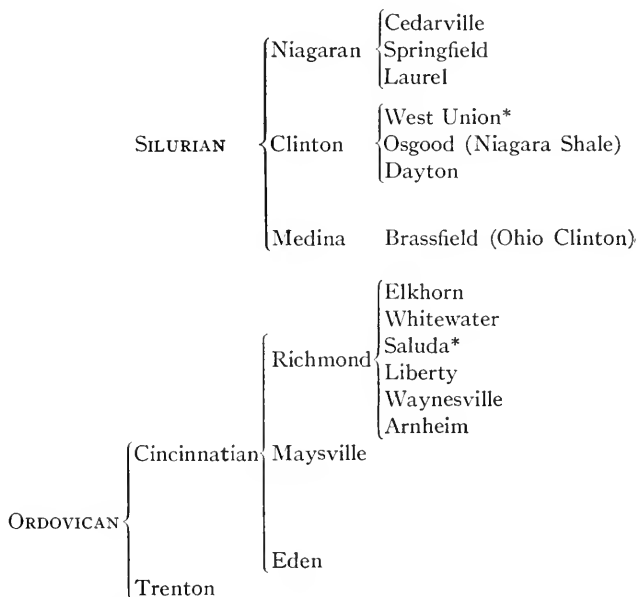 Cedarville
Niagaran Springfield
Laurel
West Union*
SILURIAN Clinton Osgood (Niagara Shale)
Dayton
Medina Brassfield (Ohio Clinton)
Elkhorn
Whitewater
Richmond Saluda*
Liberty
Waynesville
Arnheim
Cincinnatian Maysville
ORDOVICAN
Eden
Trenton